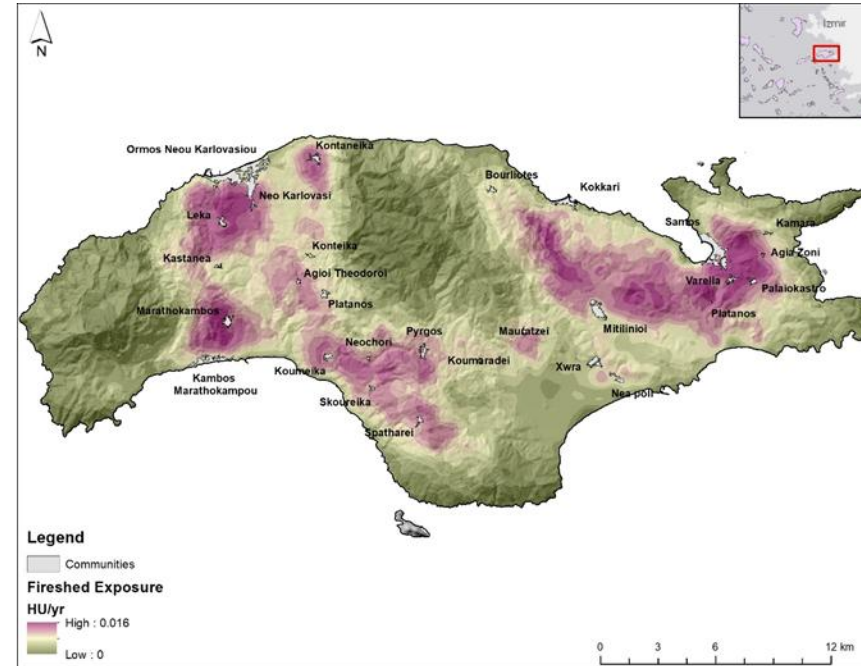 N
Izmir
Ormos Neou Karlovasiou
Kontaneika
Bourliotes
Kokkari
Neo Karlovasi
Leka
Samos
Kamara
Konteika
Agia Zoni
Kastanea
Agioi Theodoroi
Varella
Palaiokastro
Platanos
Marathokambos
Platanos
Mitilinioi
Neochori
Pyrgos
Mauratzei
Koumaradei
Koumeika
Xwra
Kambos
Marathokampou
Nea poli
Skoureika
Spatharei
Legend
Communities
Fireshed Exposure
HU/yr
High : 0.016
Low : 0
0 3 6 12 km